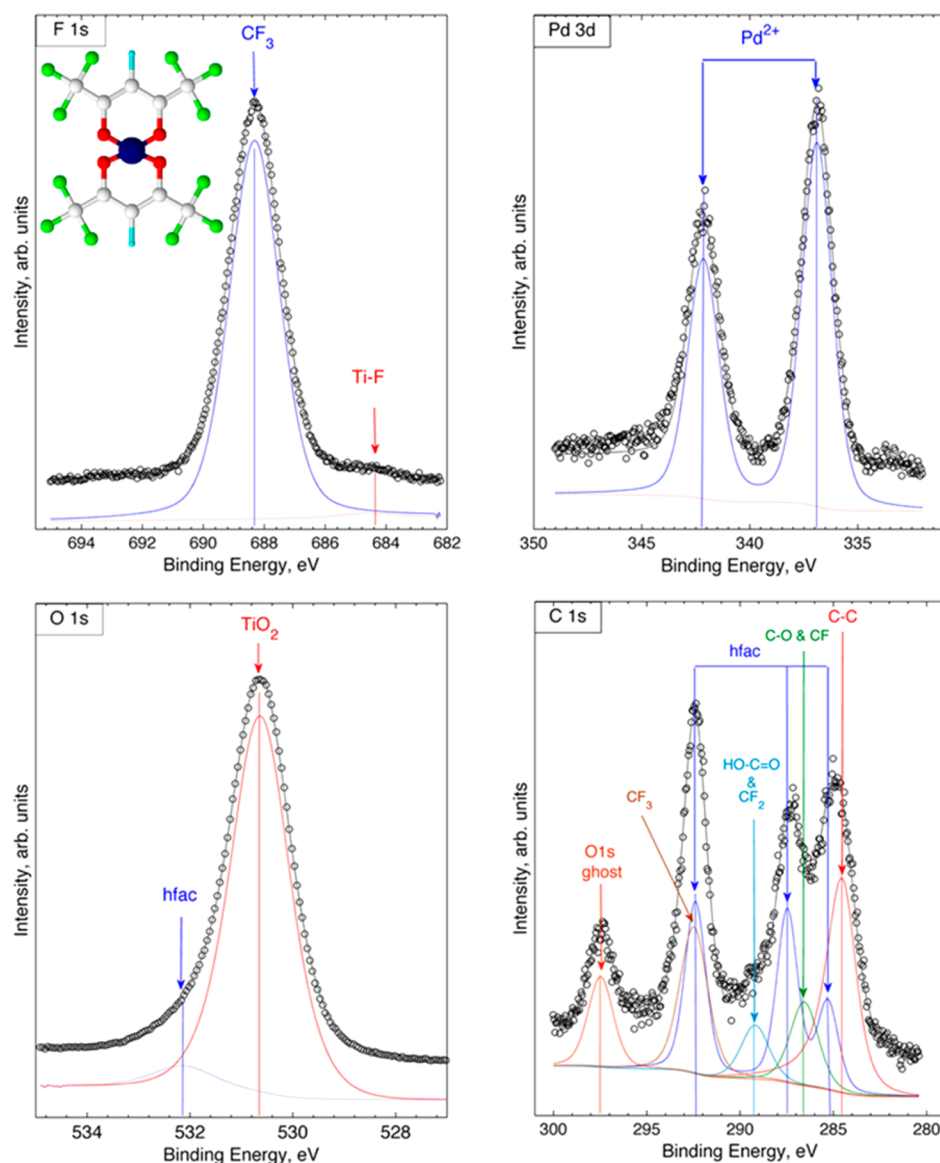 F 1s
CF3
Ti-F
Intensity, arb. units
694 692 690 688 686 684 682
Binding Energy, eV
Pd 3d
Pd2+
Intensity, arb. units
350 345 340 335
Binding Energy, eV
O 1s
TiO2
hfac
Intensity, arb. units
534 532 530 528
Binding Energy, eV
C 1s
C-C
C-O & CF
hfac
HO-C=O
&
CF2
CF3
O1s
ghost
Intensity, arb. units
300 295 290 285 280
Binding Energy, eV